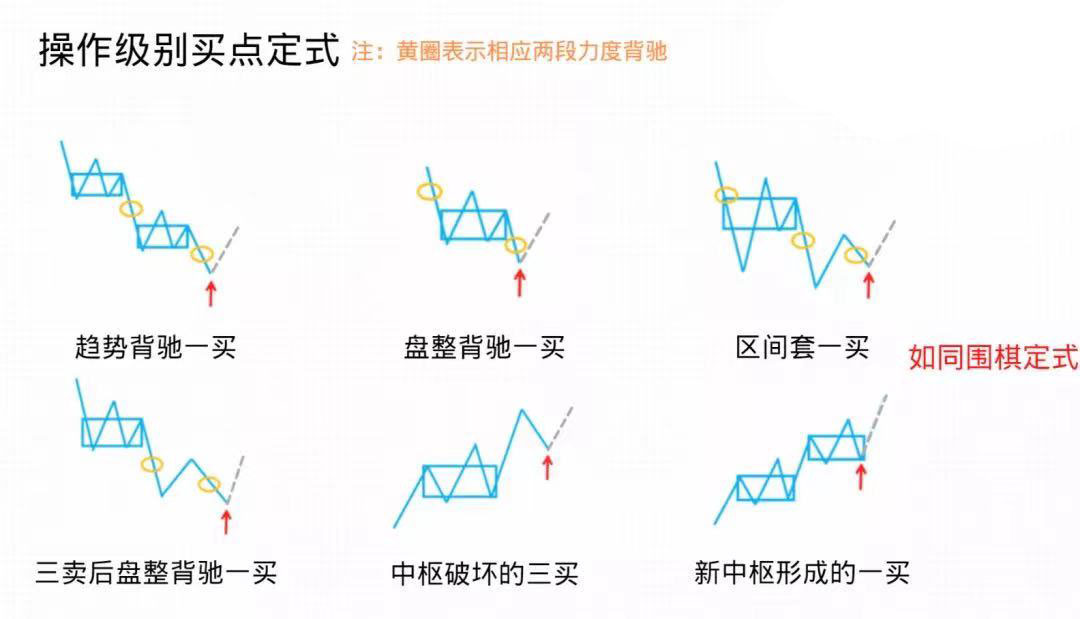 操作级别买点定式 注：黄圈表示相应两段力度背驰
趋势背驰一买
盘整背驰一买
区间套一买
如同围棋定式
三卖后盘整背驰一买
中枢破坏的三买
新中枢形成的一买